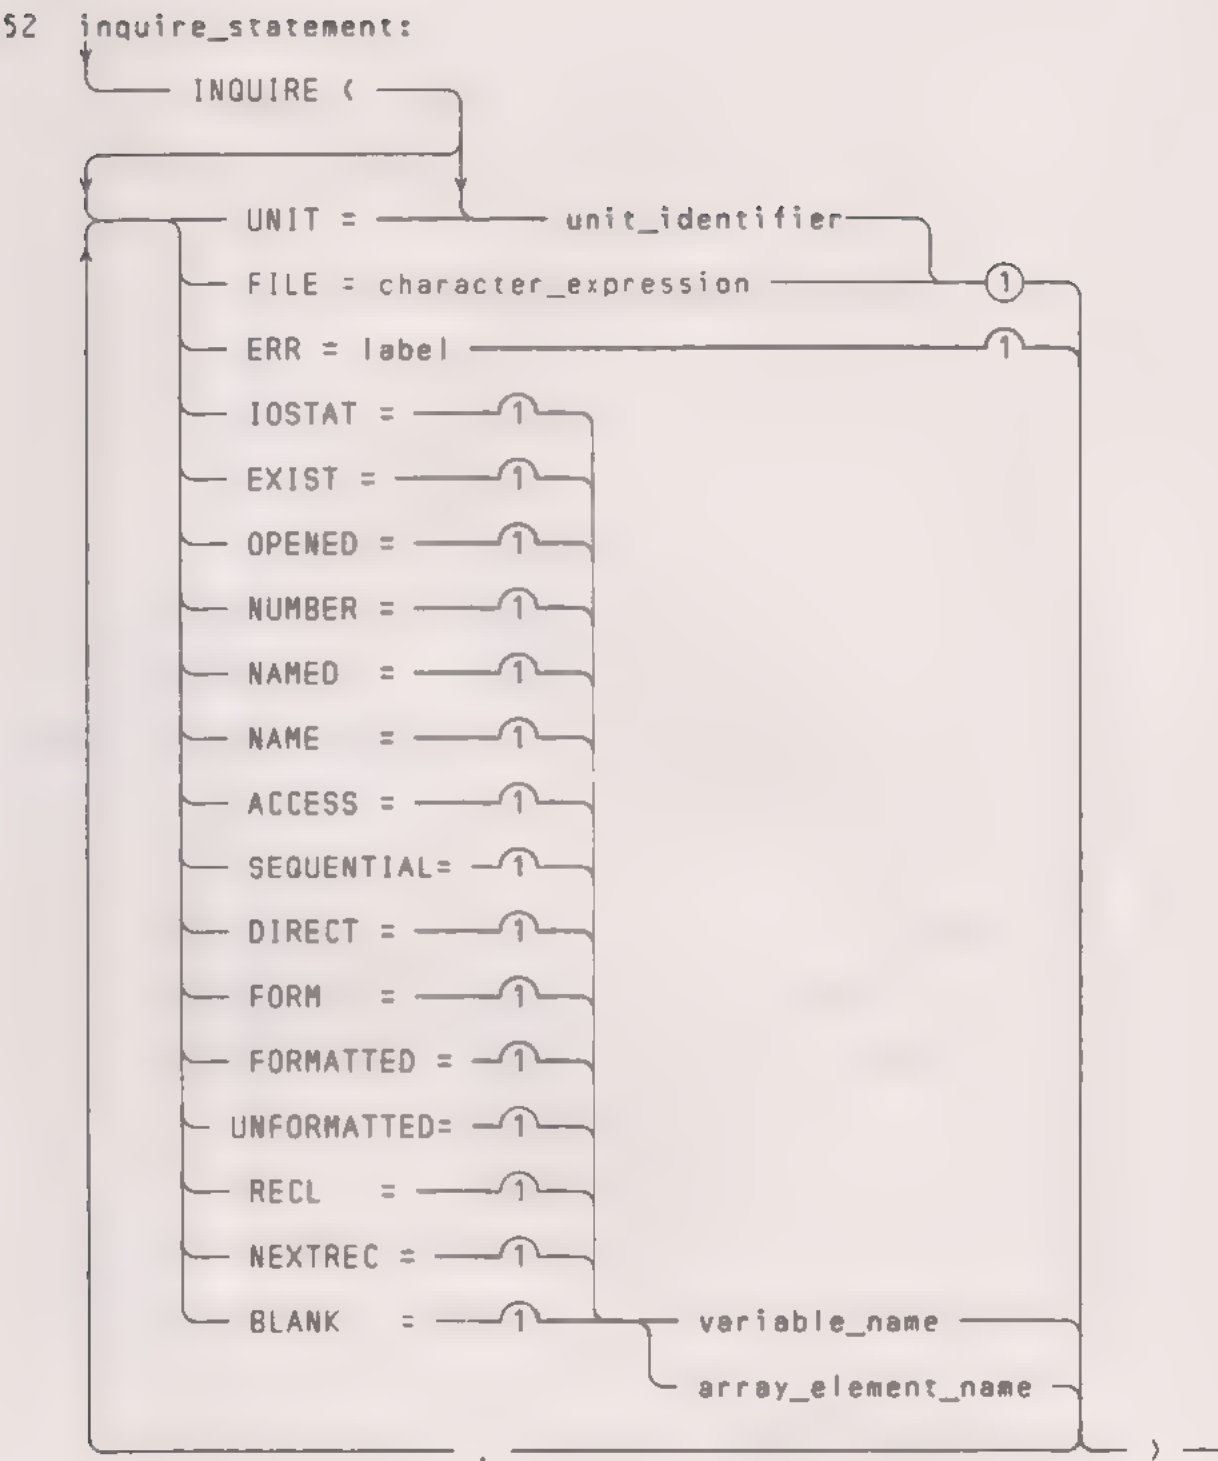 52 inquire_statement:
INQUIRE (
UNIT = unit_identifier
FILE = character_expression 1
ERR = label 1
IOSTAT = 1
EXIST = 1
OPENED = 1
NUMBER = 1
NAMED = 1
NAME = 1
ACCESS = 1
SEQUENTIAL= 1
DIRECT = 1
FORM = 1
FORMATTED = 1
UNFORMATTED= 1
RECL = 1
NEXTREC = 1
BLANK = 1 variable_name
array_element_name
, )